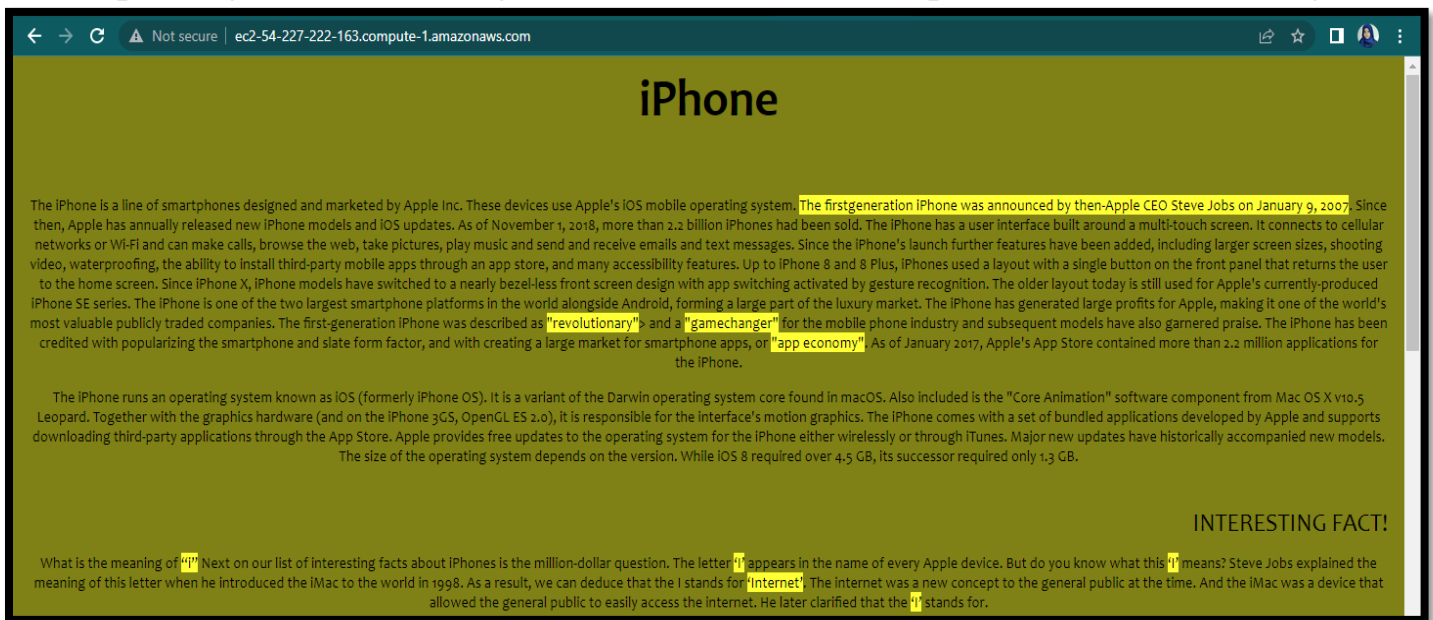 Not secure | ec2-54-227-222-163.compute-1.amazonaws.com
iPhone
The iPhone is a line of smartphones designed and marketed by Apple Inc. These devices use Apple's iOS mobile operating system. The firstgeneration iPhone was announced by then-Apple CEO Steve Jobs on January 9, 2007. Since
then, Apple has annually released new iPhone models and iOS updates. As of November 1, 2018, more than 2.2 billion iPhones had been sold. The iPhone has a user interface built around a multi-touch screen. It connects to cellular
networks or Wi-Fi and can make calls, browse the web, take pictures, play music and send and receive emails and text messages. Since the iPhone's launch further features have been added, including larger screen sizes, shooting
video, waterproofing, the ability to install third-party mobile apps through an app store, and many accessibility features. Up to iPhone 8 and 8 Plus, iPhones used a layout with a single button on the front panel that returns the user
to the home screen. Since iPhone X, iPhone models have switched to a nearly bezel-less front screen design with app switching activated by gesture recognition. The older layout today is still used for Apple's currently-produced
iPhone SE series. The iPhone is one of the two largest smartphone platforms in the world alongside Android, forming a large part of the luxury market. The iPhone has generated large profits for Apple, making it one of the world's
most valuable publicly traded companies. The first-generation iPhone was described as "revolutionary"> and a "gamechanger" for the mobile phone industry and subsequent models have also garnered praise. The iPhone has been
credited with popularizing the smartphone and slate form factor, and with creating a large market for smartphone apps, or "app economy". As of January 2017, Apple's App Store contained more than 2.2 million applications for
the iPhone.
The iPhone runs an operating system known as iOS (formerly iPhone OS). It is a variant of the Darwin operating system core found in macOS. Also included is the "Core Animation" software component from Mac OS X v10.5
Leopard. Together with the graphics hardware (and on the iPhone 3GS, OpenGL ES 2.0), it is responsible for the interface's motion graphics. The iPhone comes with a set of bundled applications developed by Apple and supports
downloading third-party applications through the App Store. Apple provides free updates to the operating system for the iPhone either wirelessly or through iTunes. Major new updates have historically accompanied new models.
The size of the operating system depends on the version. While iOS 8 required over 4.5 GB, its successor required only 1.3 GB.
INTERESTING FACT!
What is the meaning of “i” Next on our list of interesting facts about iPhones is the million-dollar question. The letter ‘I’ appears in the name of every Apple device. But do you know what this ‘I’ means? Steve Jobs explained the
meaning of this letter when he introduced the iMac to the world in 1998. As a result, we can deduce that the I stands for ‘Internet’. The internet was a new concept to the general public at the time. And the iMac was a device that
allowed the general public to easily access the internet. He later clarified that the ‘I’ stands for.